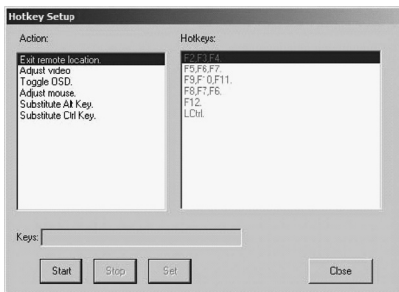 Hotkey Setup
Action:
Hotkeys:
Exit remote location.
Adjust video
Toggle OSD.
Adjust mouse.
Substitute Alt Key.
Substitute Ctrl Key.
F2,F3,F4.
F5,F6,F7.
F9,F10,F11.
F8,F7,F6.
F12.
LCtrl.
Keys:
Start
Stop
Set
Close